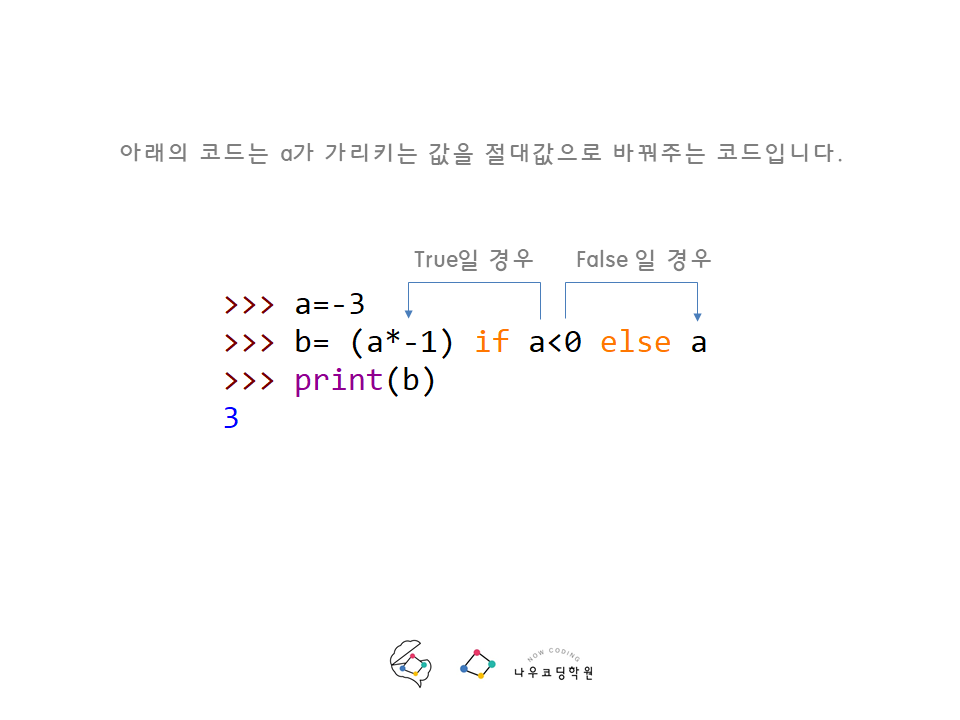 아래의 코드는 a가 가리키는 값을 절대값으로 바꿔주는 코드입니다.
True일 경우 False 일 경우
>>> a=-3
>>> b= (a*-1) if a<0 else a
>>> print(b)
3
NOW CODING
나우코딩학원